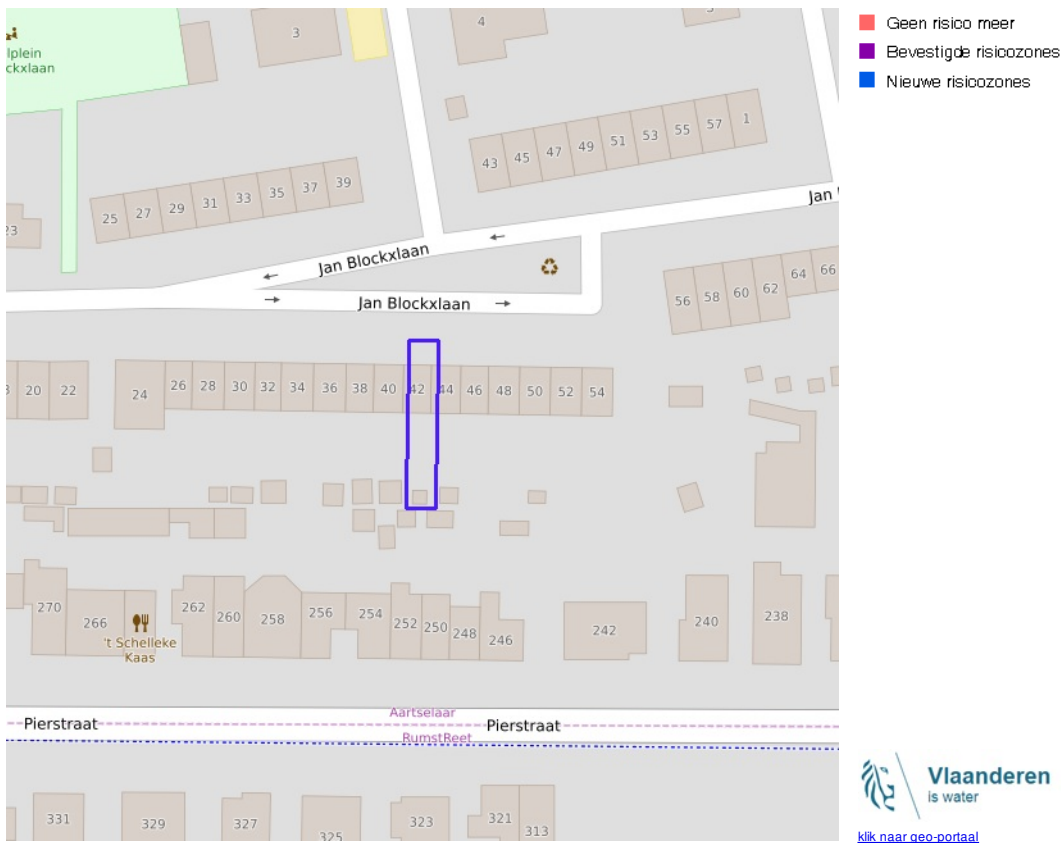 Geen risico meer
Bevestigde risicozones
Nieuwe risicozones
3
4
lplein
ckxlaan
43 45 47 49 51 53 55 57 1
25 27 29 31 33 35 37 39
23
Jan
Jan Blockxlaan
Jan Blockxlaan
56 58 60 62 64 66
20 22 24 26 28 30 32 34 36 38 40 42 44 46 48 50 52 54
270 266 262 260 258 256 254 252 250 248 246 242 240 238
't Schelleke
Kaas
Aartselaar
Pierstraat
Pierstraat
RumstReet
331 329 327 325 323 321 313
Vlaanderen
is water
klik naar geo-portaal